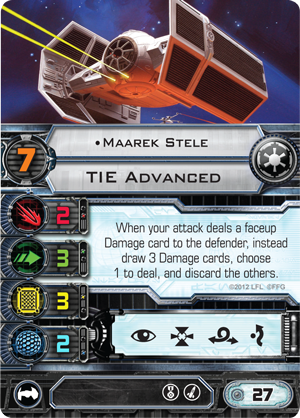 •Maarek Stele
7
TIE Advanced
2
3
3
2
When your attack deals a faceup
Damage card to the defender, instead
draw 3 Damage cards, choose
1 to deal, and discard the others.
©2012 LFL ©FFG
27